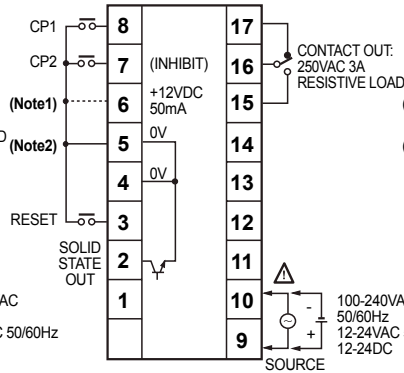 CP1
8
17
CP2
7
(INHIBIT)
16
CONTACT OUT:
250VAC 3A
RESISTIVE LOAD
(Note1)
6
+12VDC
50mA
15
(Note2)
5
0V
14
4
0V
13
RESET
3
12
SOLID
STATE
OUT
2
11
1
10
-
100-240VA
50/60Hz
+
12-24VAC
12-24DC
AC
C 50/60Hz
9
SOURCE